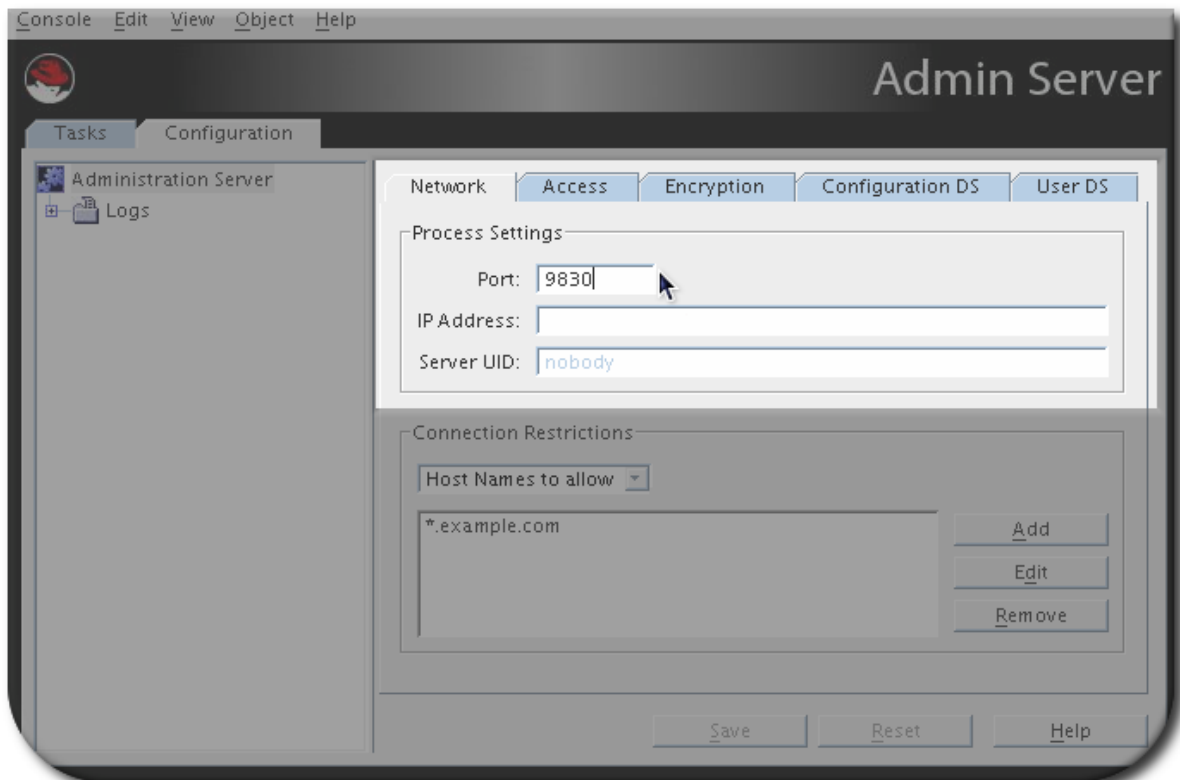 Console Edit View Object Help
Admin Server
Tasks Configuration
Administration Server
Logs
Network Access Encryption Configuration DS User DS
Process Settings
Port: 9830
IP Address:
Server UID: nobody
Connection Restrictions
Host Names to allow
*.example.com
Add
Edit
Remove
Save Reset Help